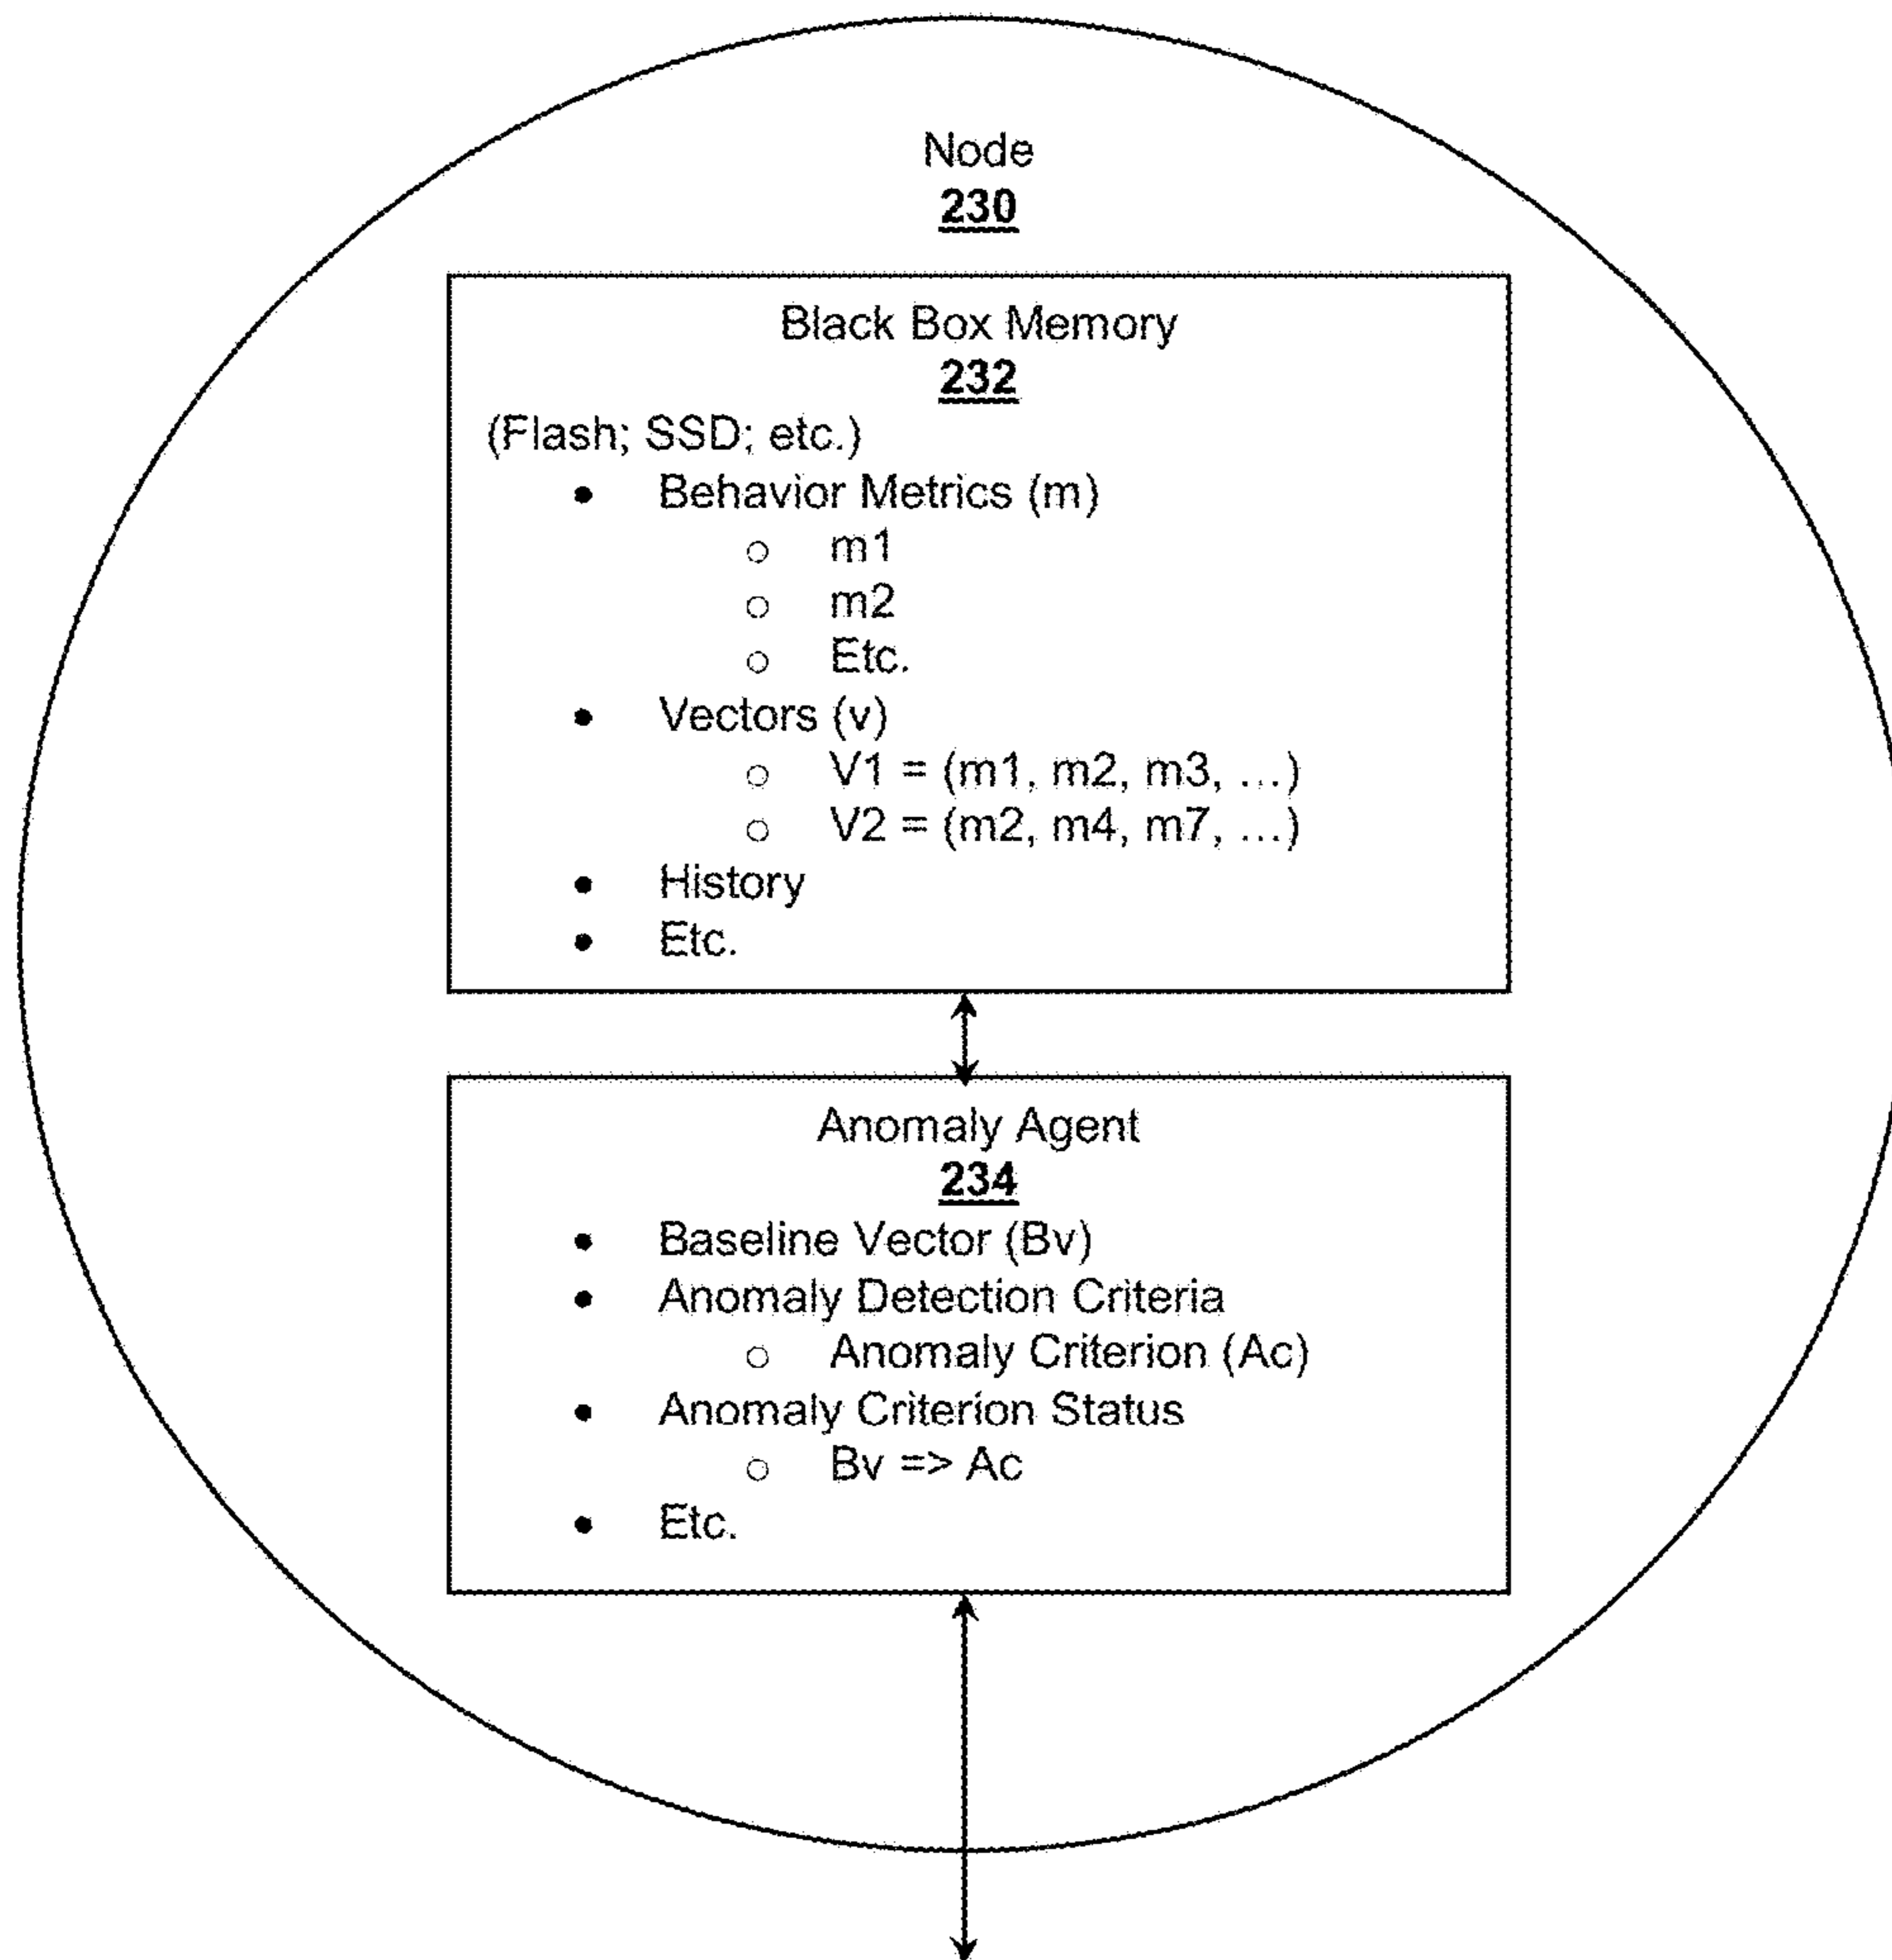 Node
230
Black Box Memory
232
(Flash; SSD; etc.)
• Behavior Metrics (m)
○ m1
○ m2
○ Etc.
• Vectors (v)
○ V1 = (m1, m2, m3, …)
○ V2 = (m2, m4, m7, …)
• History
• Etc.
Anomaly Agent
234
• Baseline Vector (Bv)
• Anomaly Detection Criteria
○ Anomaly Criterion (Ac)
• Anomaly Criterion Status
○ Bv => Ac
• Etc.